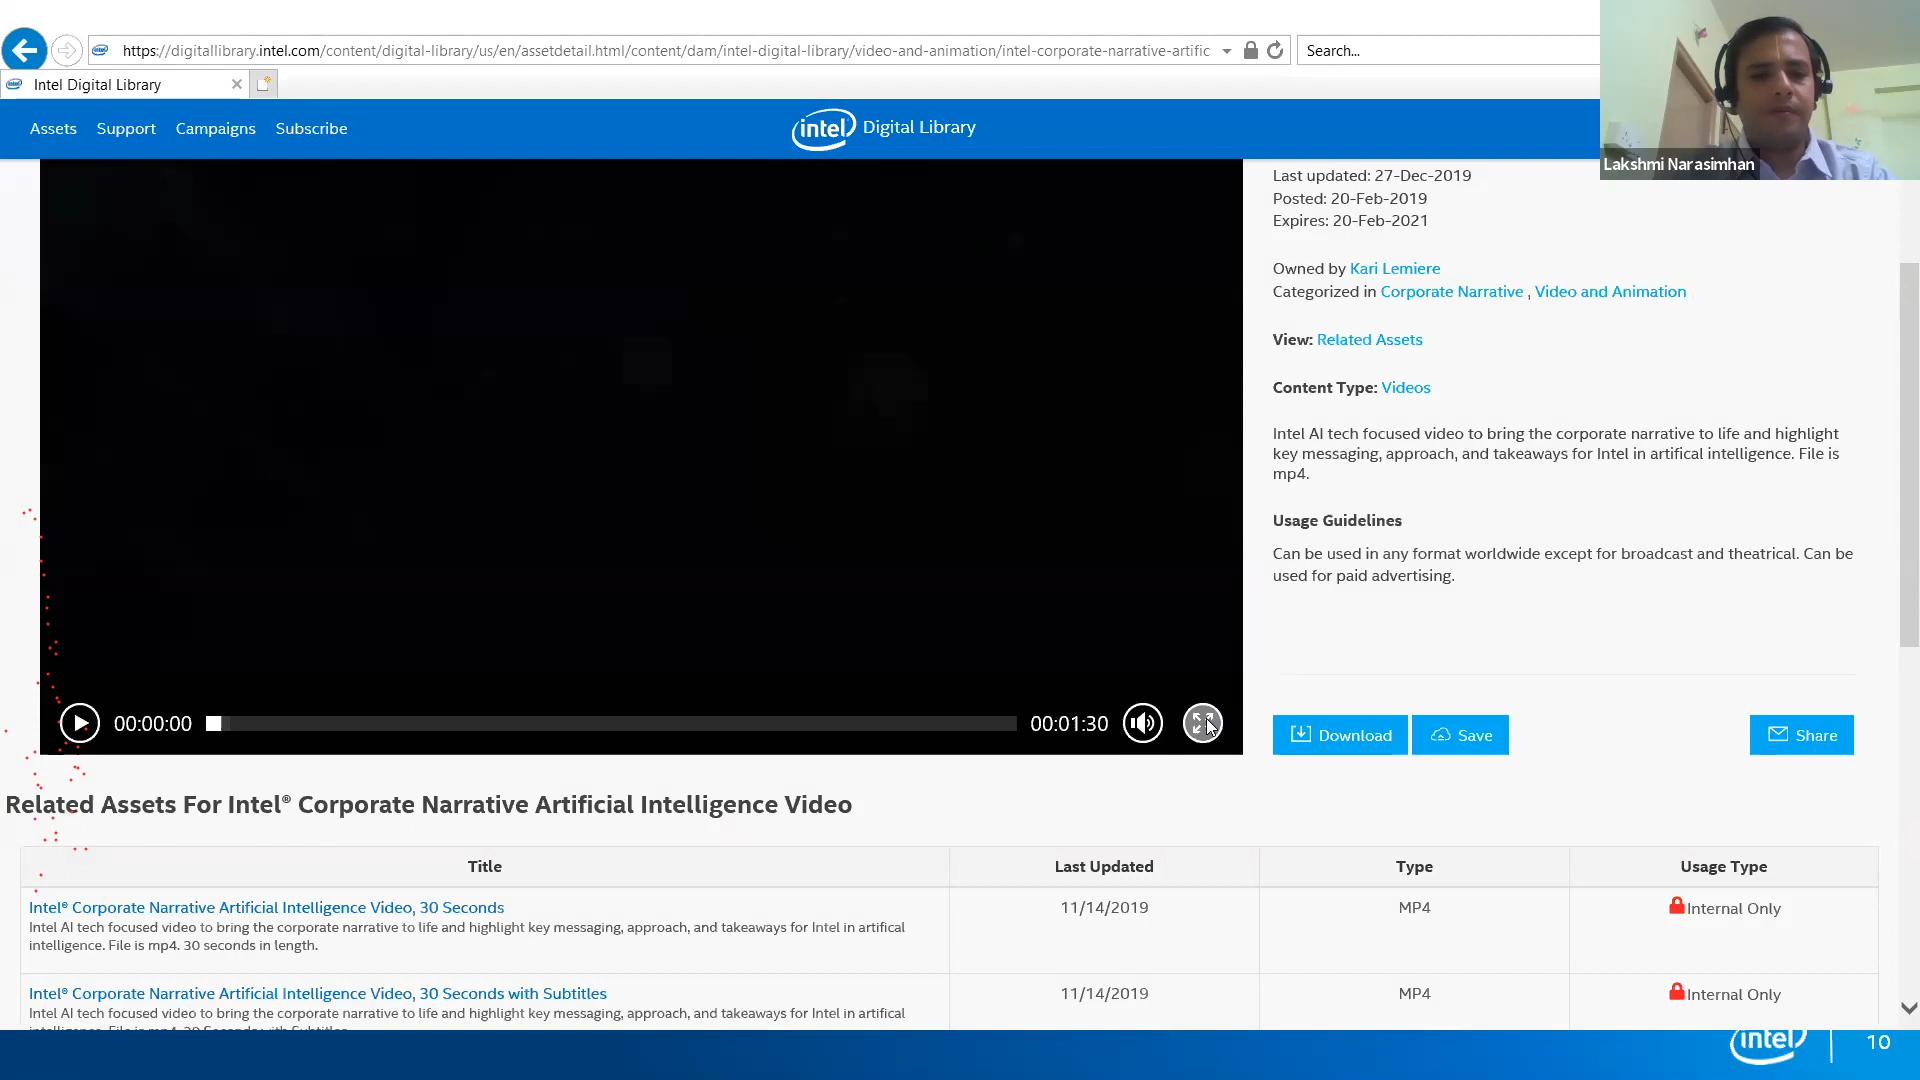 https://digitallibrary.intel.com/content/digital-library/us/en/assetdetail.html/content/dam/intel-digital-library/video-and-animation/intel-corporate-narrative-artific
Search...
Intel Digital Library
Assets Support Campaigns Subscribe
intel Digital Library
Lakshmi Narasimhan
Last updated: 27-Dec-2019
Posted: 20-Feb-2019
Expires: 20-Feb-2021
Owned by Kari Lemiere
Categorized in Corporate Narrative , Video and Animation
View: Related Assets
Content Type: Videos
Intel AI tech focused video to bring the corporate narrative to life and highlight
key messaging, approach, and takeaways for Intel in artifical intelligence. File is
mp4.
Usage Guidelines
Can be used in any format worldwide except for broadcast and theatrical. Can be
used for paid advertising.
00:00:00 00:01:30
Download Save Share
Related Assets For Intel® Corporate Narrative Artificial Intelligence Video
Title Last Updated Type Usage Type
Intel® Corporate Narrative Artificial Intelligence Video, 30 Seconds 11/14/2019 MP4 Internal Only
Intel AI tech focused video to bring the corporate narrative to life and highlight key messaging, approach, and takeaways for Intel in artifical
intelligence. File is mp4. 30 seconds in length.
Intel® Corporate Narrative Artificial Intelligence Video, 30 Seconds with Subtitles 11/14/2019 MP4 Internal Only
Intel AI tech focused video to bring the corporate narrative to life and highlight key messaging, approach, and takeaways for Intel in artifical
intelligence. File is mp4. 30 Seconds with Subtitles
intel 10